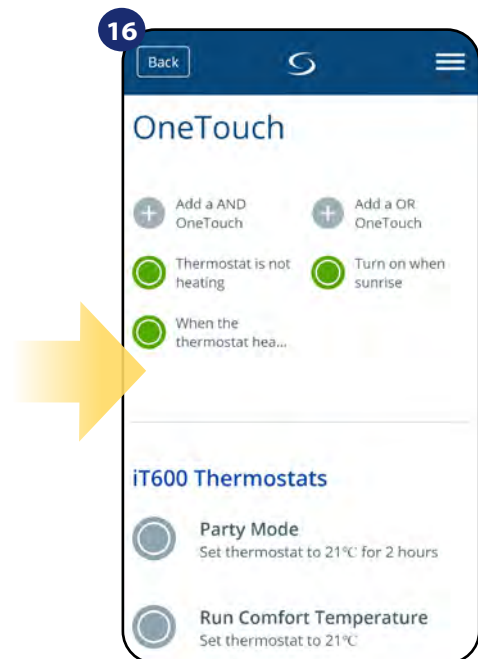 16
Back
OneTouch
Add a AND
OneTouch
Add a OR
OneTouch
Thermostat is not
heating
Turn on when
sunrise
When the
thermostat hea...
iT600 Thermostats
Party Mode
Set thermostat to 21°C for 2 hours
Run Comfort Temperature
Set thermostat to 21°C